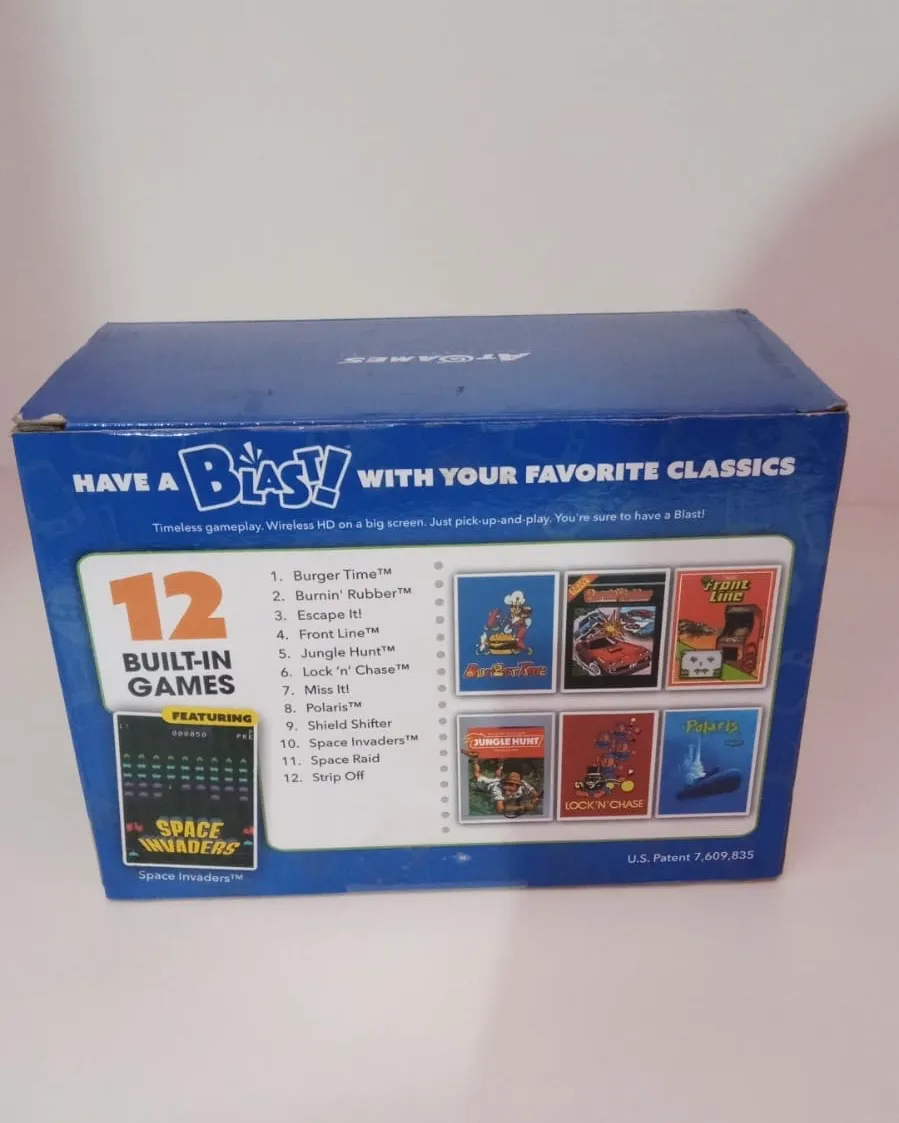 ATGAMES
HAVE A BLAST! WITH YOUR FAVORITE CLASSICS
Timeless gameplay. Wireless HD on a big screen. Just pick-up-and-play. You're sure to have a Blast!
12
BUILT-IN
GAMES
FEATURING
000050
SPACE
INVADERS
Space Invaders™
1. Burger Time™
2. Burnin' Rubber™
3. Escape It!
4. Front Line™
5. Jungle Hunt™
6. Lock 'n' Chase™
7. Miss It!
8. Polaris™
9. Shield Shifter
10. Space Invaders™
11. Space Raid
12. Strip Off
BurgerTime
Burnin' Rubber
Front
Line
JUNGLE HUNT
LOCK'N'CHASE
Polaris
U.S. Patent 7,609,835